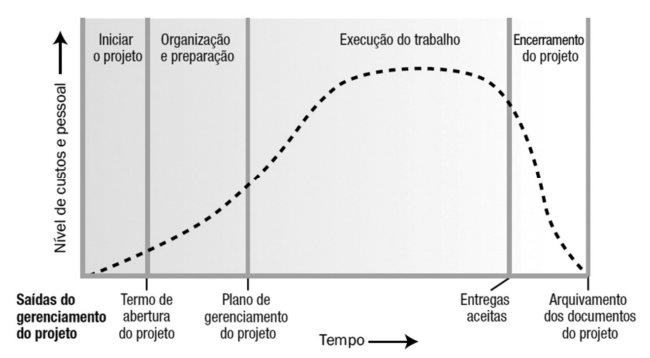 Iniciar
o projeto
Organização
e preparação
Execução do trabalho
Encerramento
do projeto
Nível de custos e pessoal
Saídas do
gerenciamento
do projeto
Termo de
abertura
do projeto
Plano de
gerenciamento
do projeto
Entregas
aceitas
Arquivamento
dos documentos
do projeto
Tempo